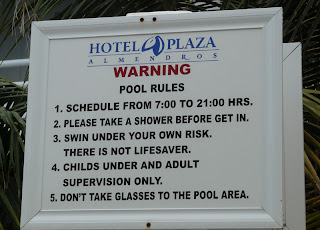 HOTEL PLAZA
ALMENDROS
WARNING
POOL RULES
1. SCHEDULE FROM 7:00 TO 21:00 HRS.
2. PLEASE TAKE A SHOWER BEFORE GET IN.
3. SWIN UNDER YOUR OWN RISK.
THERE IS NOT LIFESAVER.
4. CHILDS UNDER AND ADULT
SUPERVISION ONLY.
5. DON'T TAKE GLASSES TO THE POOL AREA.